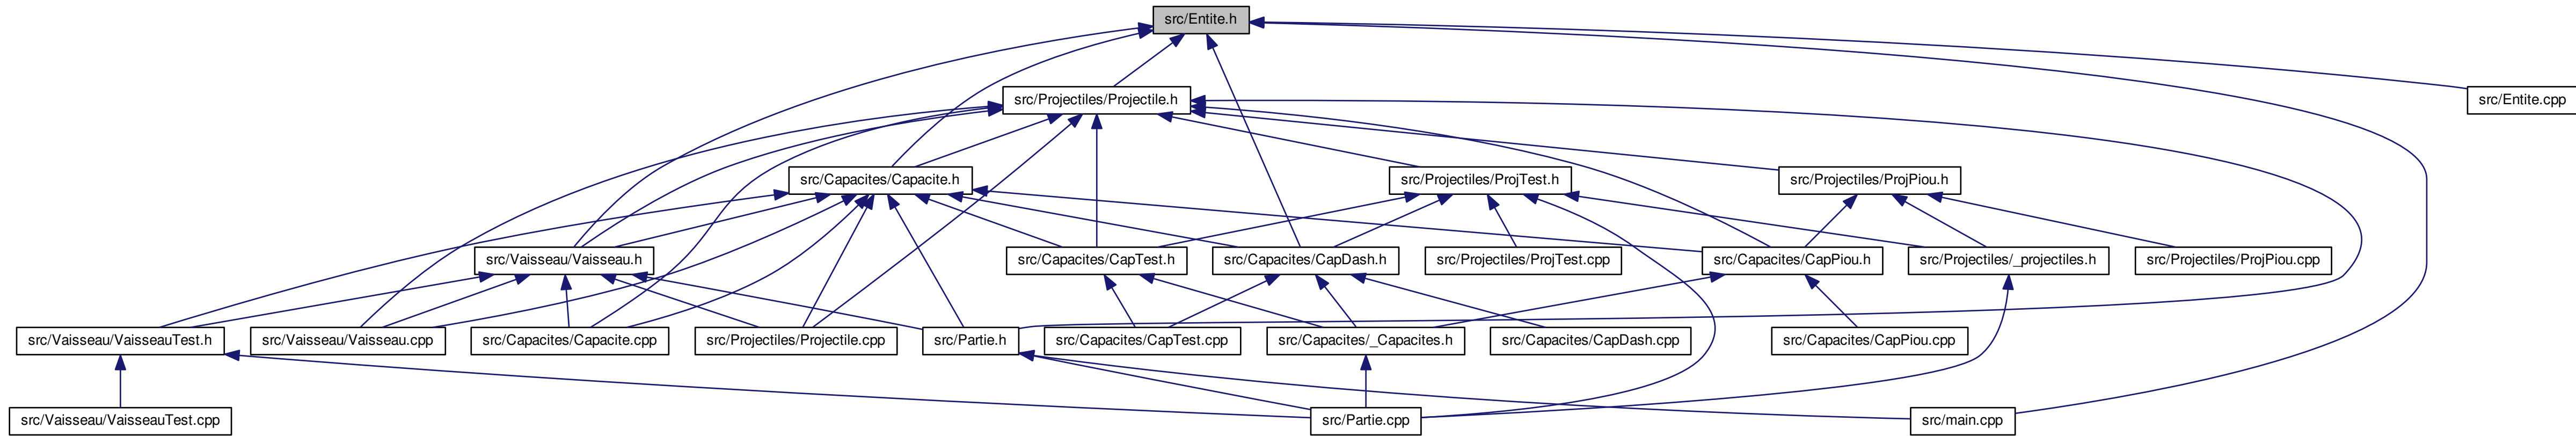 src/Entite.h
src/Projectiles/Projectile.h
src/Entite.cpp
src/Capacites/Capacite.h
src/Projectiles/ProjTest.h
src/Projectiles/ProjPiou.h
src/Vaisseau/Vaisseau.h
src/Capacites/CapTest.h
src/Capacites/CapDash.h
src/Projectiles/ProjTest.cpp
src/Capacites/CapPiou.h
src/Projectiles/_projectiles.h
src/Projectiles/ProjPiou.cpp
src/Vaisseau/VaisseauTest.h
src/Vaisseau/Vaisseau.cpp
src/Capacites/Capacite.cpp
src/Projectiles/Projectile.cpp
src/Partie.h
src/Capacites/CapTest.cpp
src/Capacites/_Capacites.h
src/Capacites/CapDash.cpp
src/Capacites/CapPiou.cpp
src/Vaisseau/VaisseauTest.cpp
src/Partie.cpp
src/main.cpp